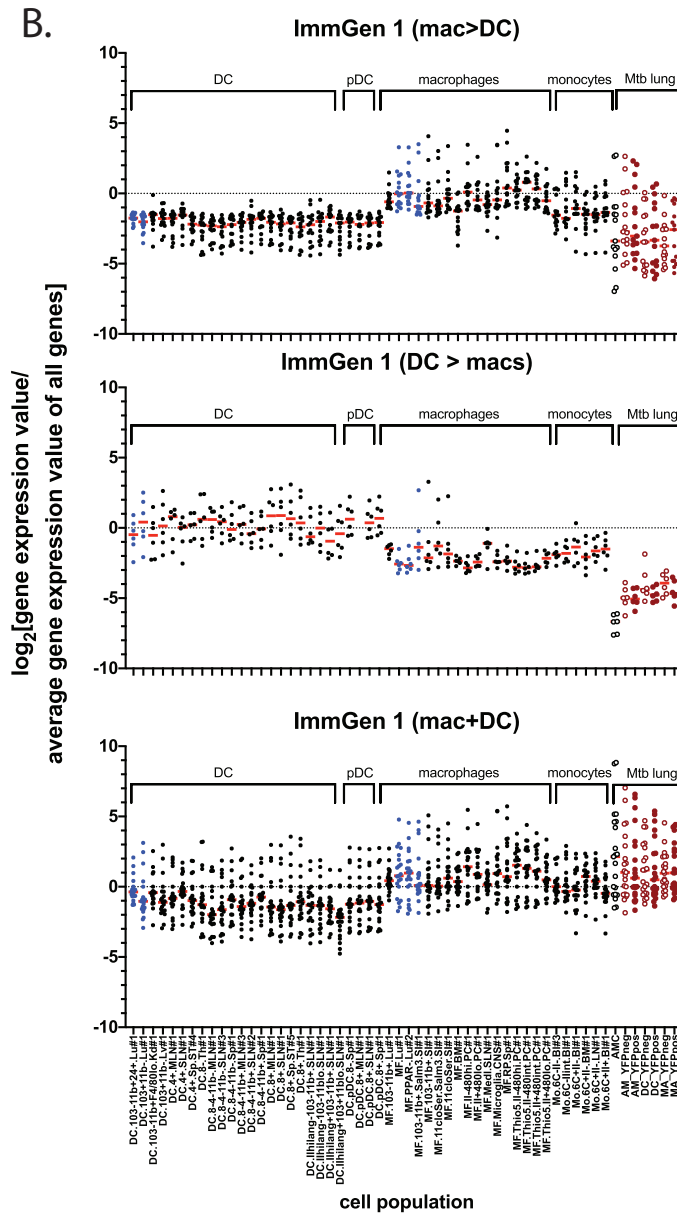 B.
ImmGen 1 (mac>DC)
10
DC
pDC
macrophages
monocytes
Mtb lung
5
0
-5
-10
ImmGen 1 (DC > macs)
10
DC
pDC
macrophages
monocytes
Mtb lung
5
0
-5
-10
log2[gene expression value/
average gene expression value of all genes]
ImmGen 1 (mac+DC)
10
DC
pDC
macrophages
monocytes
Mtb lung
5
0
-5
-10
DC.103-11b+24+.Lu#1
DC.103+11b-.Lu#1
DC.103-11b+F4/80lo.Kd#1
DC.103+11b-.Lv#1
DC.4+.MLN#1
DC.4+.SLN#1
DC.4+.Sp.ST#4
DC.8-.Th#1
DC.8-4-11b-.MLN#1
DC.8-4-11b-.SLN#3
DC.8-4-11b-.Sp#1
DC.8-4-11b+.MLN#3
DC.8-4-11b+.SLN#2
DC.8-4-11b+.Sp#1
DC.8+.MLN#1
DC.8+.SLN#1
DC.8+.Sp.ST#5
DC.8+.Th#1
DC.IIhilang-103-11b+.SLN#1
DC.IIhilang-103-11blo.SLN#1
DC.IIhilang+103-11b+.SLN#1
DC.IIhilang+103+11blo.SLN#1
DC.pDC.8-.Sp#1
DC.pDC.8+.MLN#1
DC.pDC.8+.SLN#1
DC.pDC.8+.Sp#1
MF.103-11b+.Lu#1
MF.Lu#1
MF.PPAR-.Lu#2
MF.103-11b+.Salm3.SI#1
MF.103-11b+.SI#1
MF.11cloSer.Salm3.SI#1
MF.11cloSer.SI#1
MF.BM#1
MF.II-480hi.PC#1
MF.II+480lo.PC#1
MF.Medl.SLN#1
MF.Microglia.CNS#1
MF.RP.Sp#1
MF.Thio5.II-480hi.PC#1
MF.Thio5.II-480int.PC#1
MF.Thio5.II+480int.PC#1
MF.Thio5.II+480lo.PC#1
Mo.6C-II-.Bl#3
Mo.6C-IIint.Bl#1
Mo.6C+II-.Bl#1
Mo.6C+II-.BM#1
Mo.6C+II-.LN#1
Mo.6C+II+.Bl#1
AMC
AM_YFPneg
AM_YFPpos
DC_YFPneg
DC_YFPpos
MA_YFPneg
MA_YFPpos
cell population